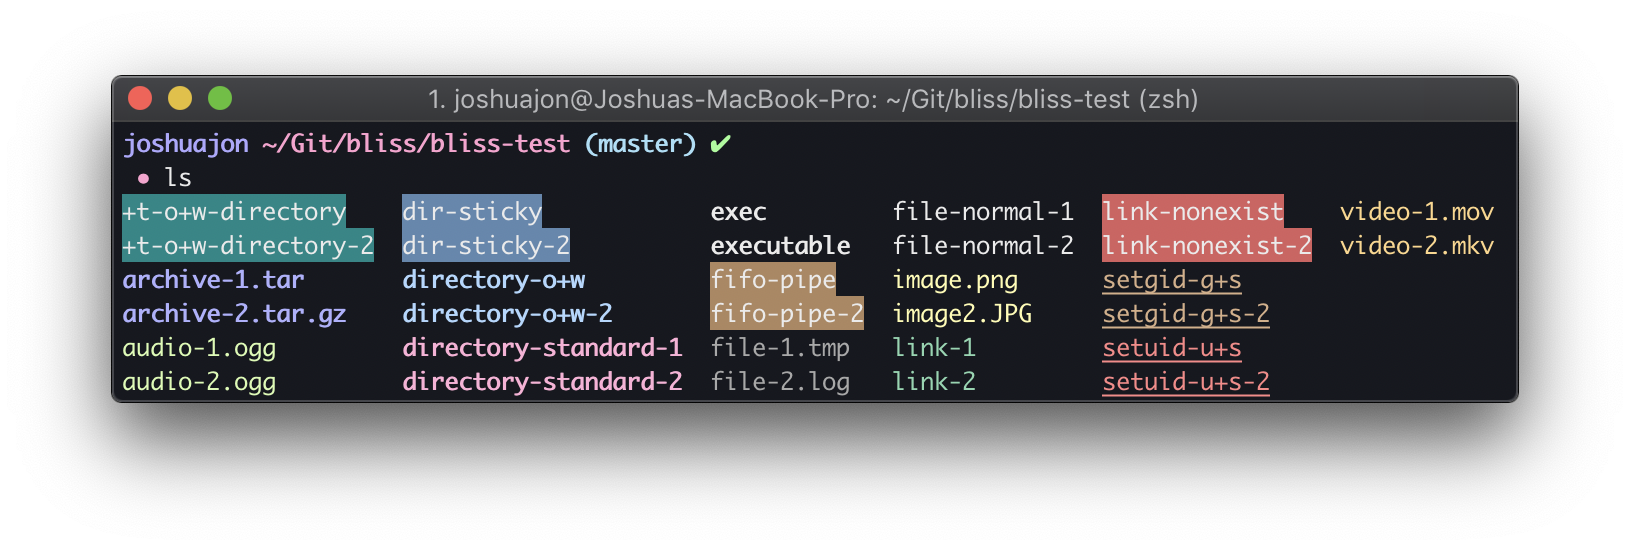 1. joshuajon@Joshuas-MacBook-Pro: ~/Git/bliss/bliss-test (zsh)
joshuajon ~/Git/bliss/bliss-test (master) ✔
• ls
+t-o+w-directory dir-sticky exec file-normal-1 link-nonexist video-1.mov
+t-o+w-directory-2 dir-sticky-2 executable file-normal-2 link-nonexist-2 video-2.mkv
archive-1.tar directory-o+w fifo-pipe image.png setgid-g+s
archive-2.tar.gz directory-o+w-2 fifo-pipe-2 image2.JPG setgid-g+s-2
audio-1.ogg directory-standard-1 file-1.tmp link-1 setuid-u+s
audio-2.ogg directory-standard-2 file-2.log link-2 setuid-u+s-2